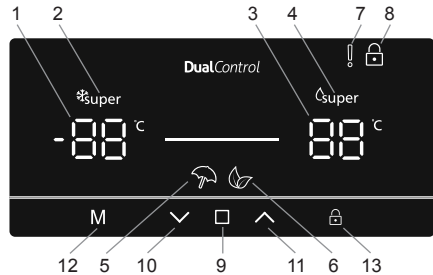 1 2 3 4 7 8
DualControl
super super
-88 °C 88 °C
M
12 5 10 9 11 6 13